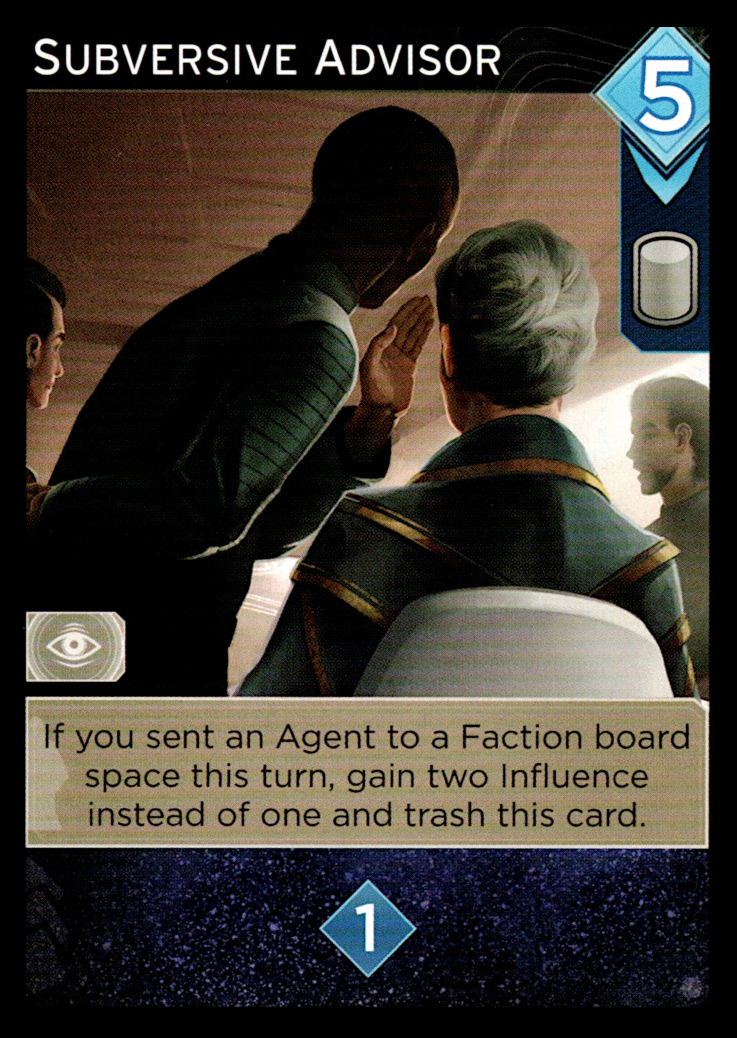 SUBVERSIVE ADVISOR
5
If you sent an Agent to a Faction board
space this turn, gain two Influence
instead of one and trash this card.
1